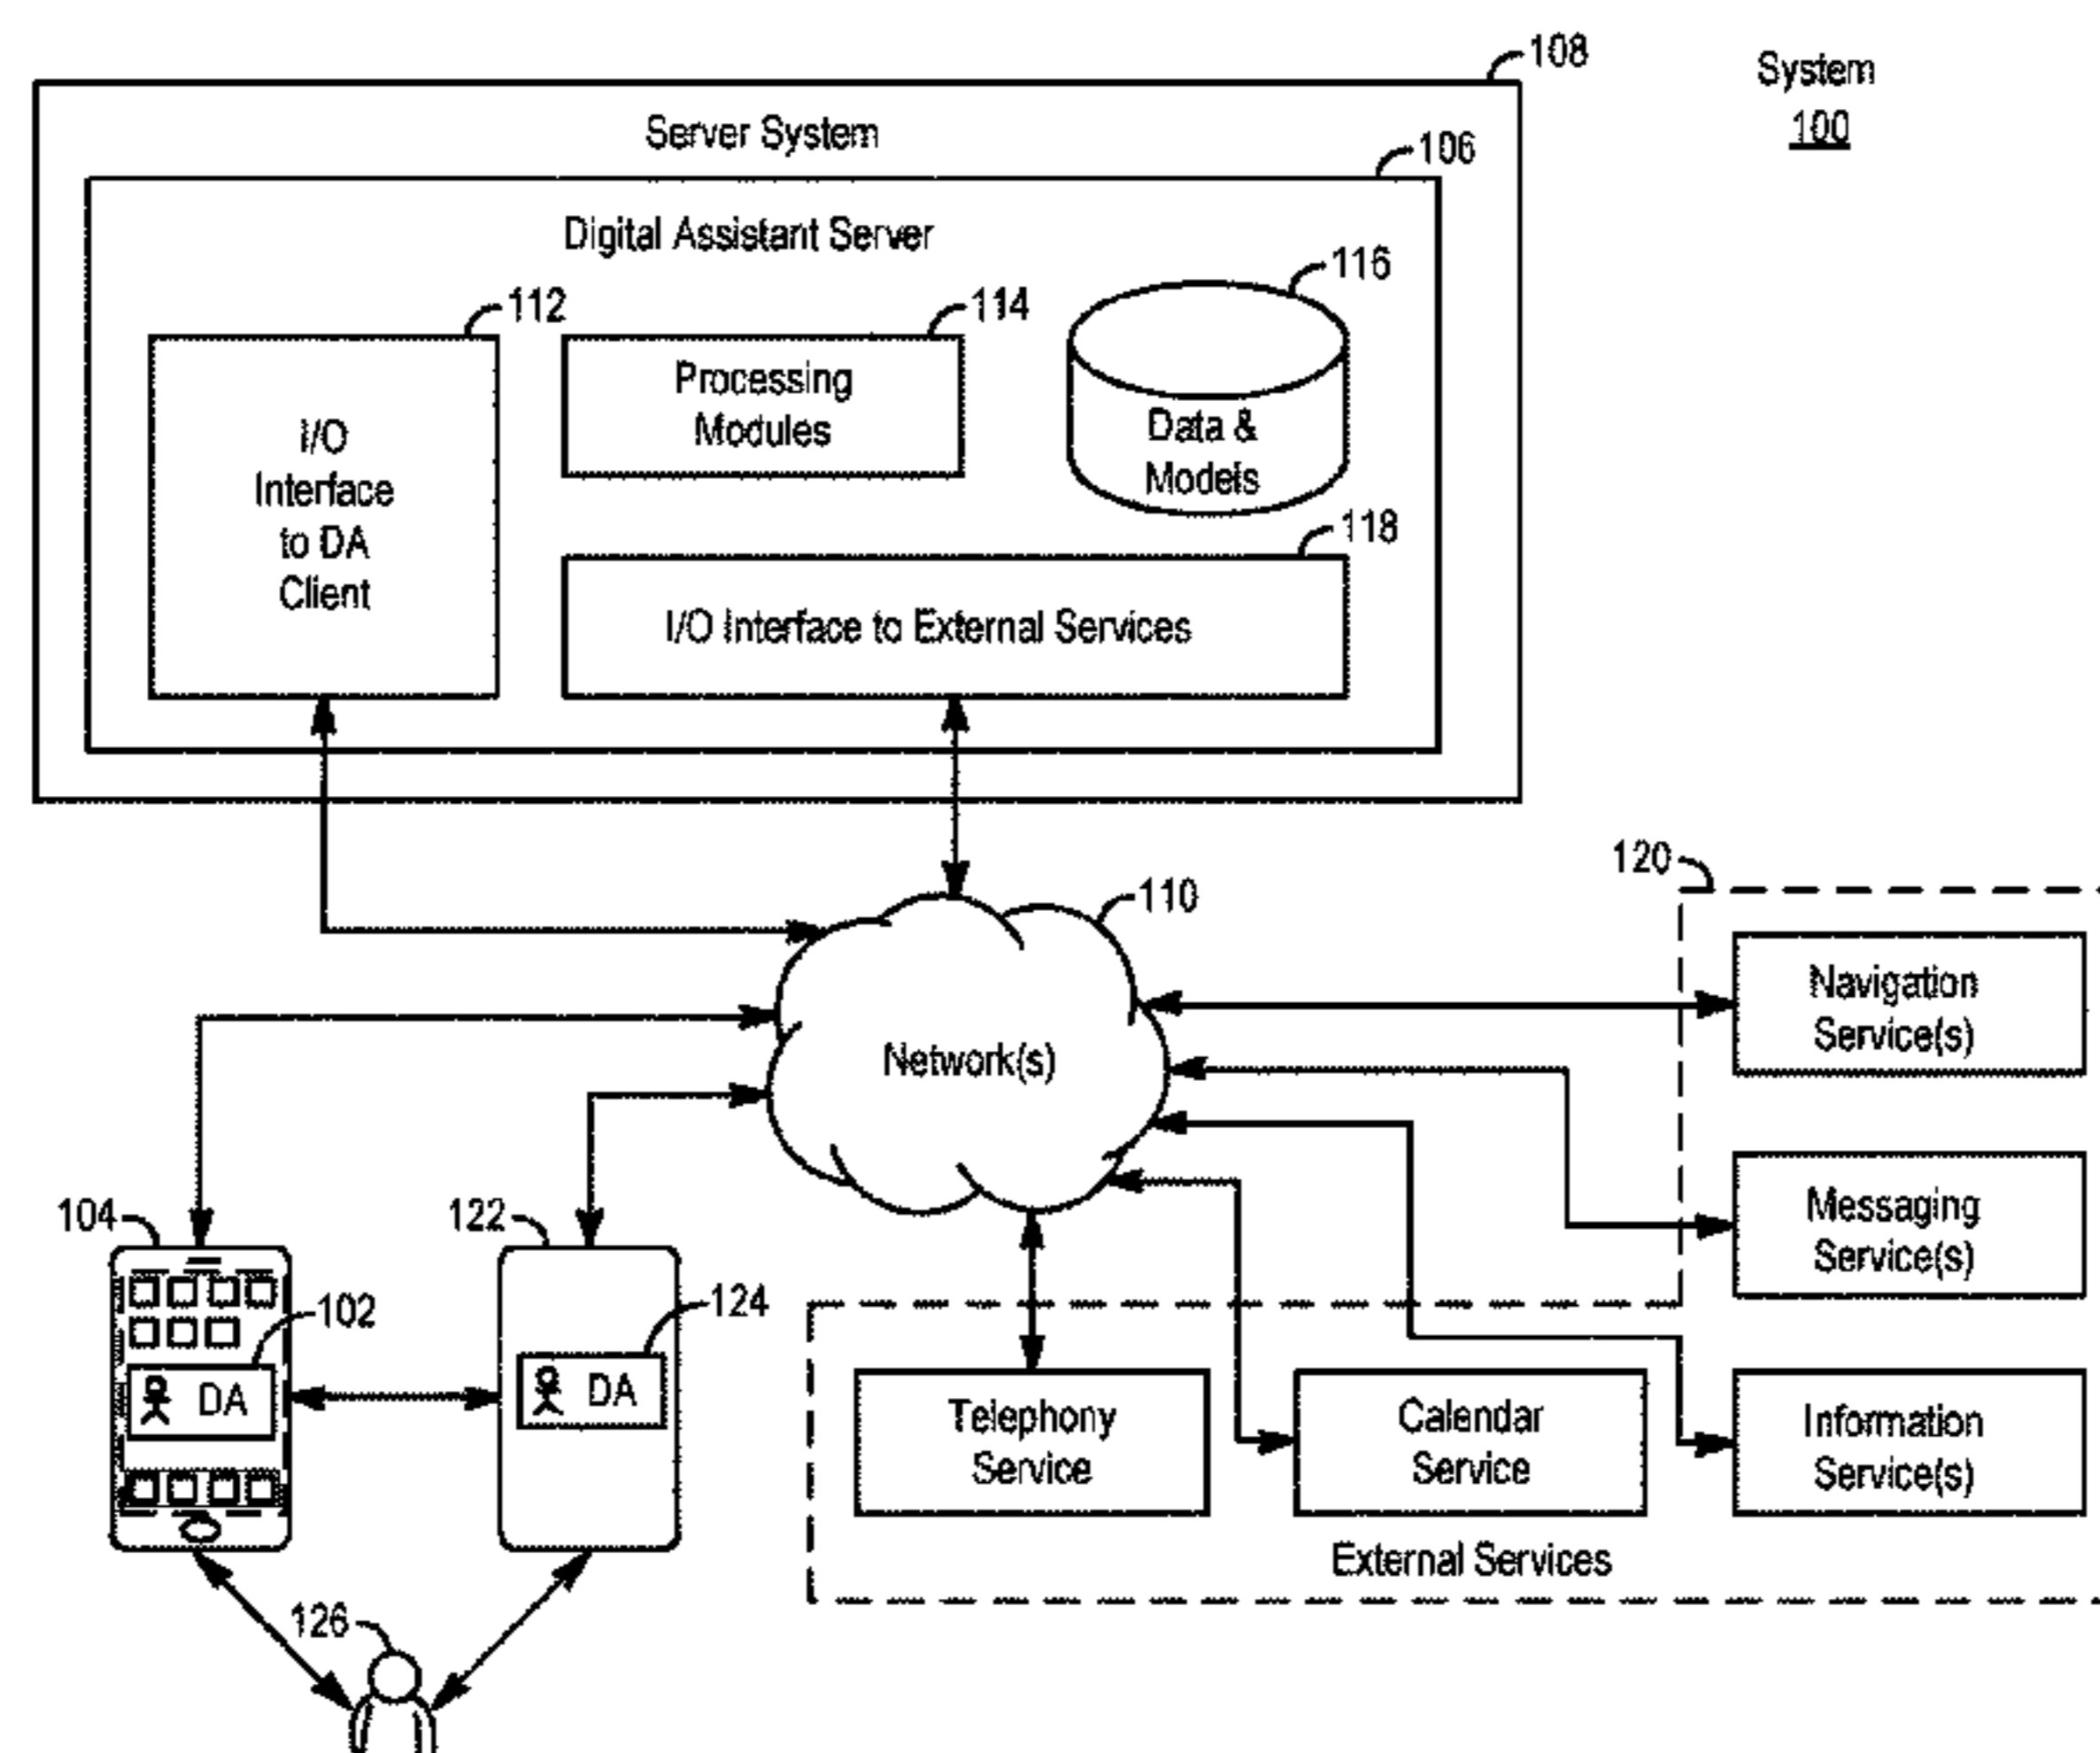 108
System
100
Server System
106
Digital Assistant Server
116
112
114
Processing
Modules
Data &
Models
I/O
Interface
to DA
Client
118
I/O Interface to External Services
120
110
Navigation
Service(s)
Network(s)
Messaging
Service(s)
104
122
102
124
DA
DA
Telephony
Service
Calendar
Service
Information
Service(s)
External Services
126